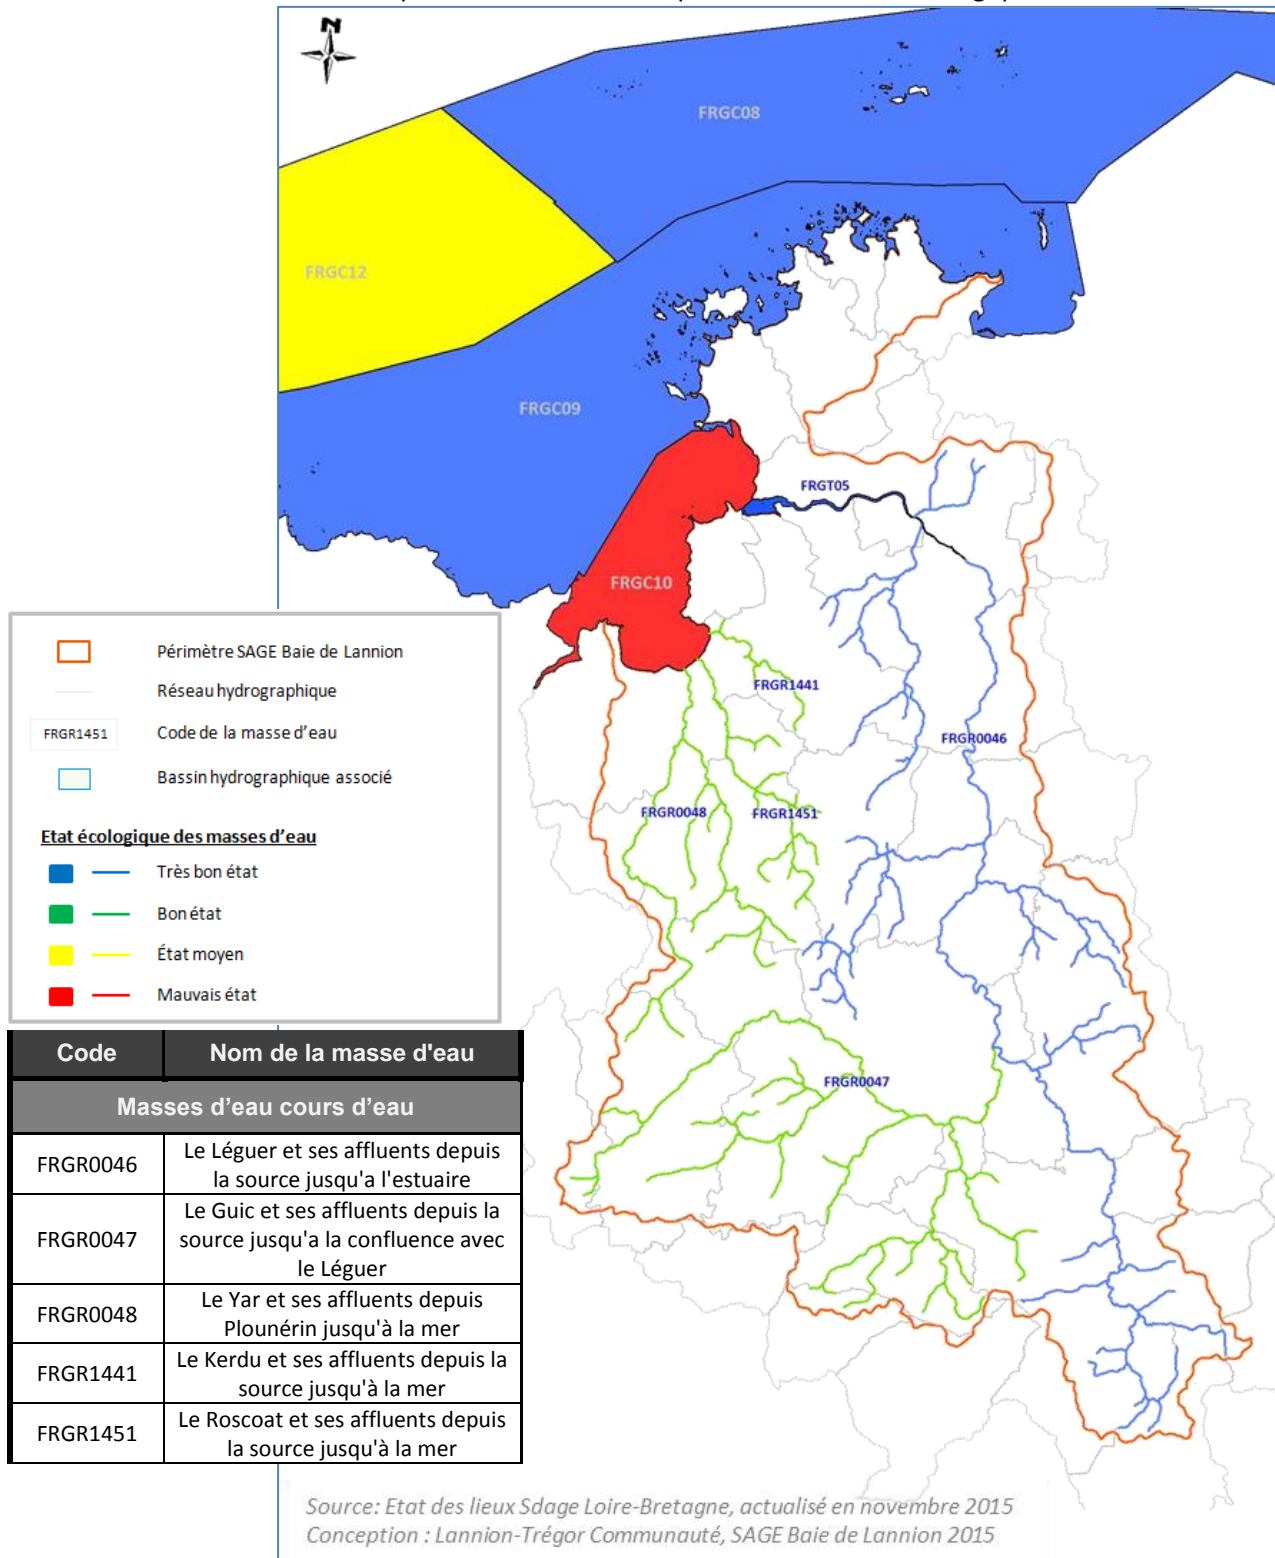 N
FRGC08
FRGC12
FRGC09
FRGT05
FRGC10
FRGR1441
FRGR0046
FRGR0048
FRGR1451
FRGR0047
Périmètre SAGE Baie de Lannion
Réseau hydrographique
FRGR1451 Code de la masse d'eau
Bassin hydrographique associé
Etat écologique des masses d'eau
Très bon état
Bon état
État moyen
Mauvais état
Code Nom de la masse d'eau
Masses d'eau cours d'eau
FRGR0046 Le Léguer et ses affluents depuis
la source jusqu'a l'estuaire
FRGR0047 Le Guic et ses affluents depuis la
source jusqu'a la confluence avec
le Léguer
FRGR0048 Le Yar et ses affluents depuis
Plounérin jusqu'à la mer
FRGR1441 Le Kerdu et ses affluents depuis la
source jusqu'à la mer
FRGR1451 Le Roscoat et ses affluents depuis
la source jusqu'à la mer
Source: Etat des lieux Sdage Loire-Bretagne, actualisé en novembre 2015
Conception : Lannion-Trégor Communauté, SAGE Baie de Lannion 2015